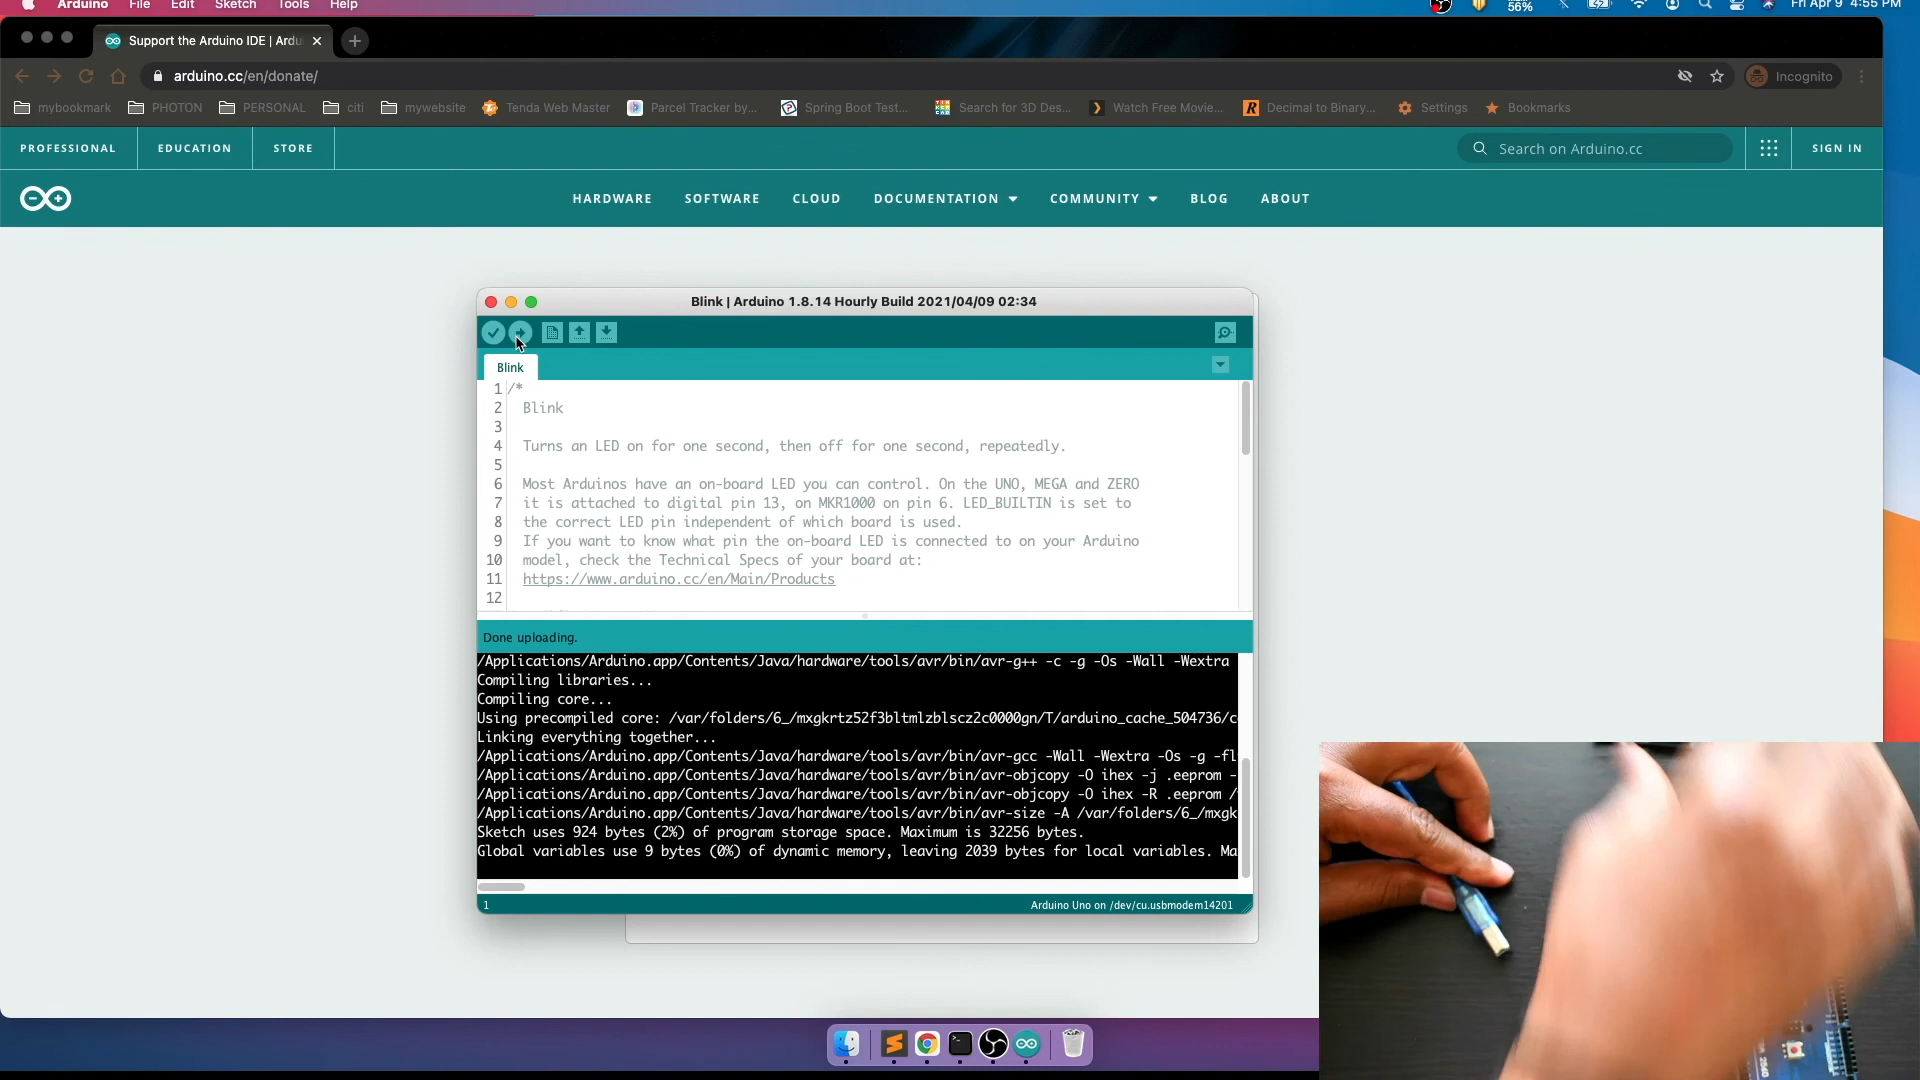 Arduino File Edit Sketch Tools Help
56%
Fri Apr 9 4:55 PM
Support the Arduino IDE | Ardu
arduino.cc/en/donate/
Incognito
mybookmark PHOTON PERSONAL citi mywebsite Tenda Web Master Parcel Tracker by... Spring Boot Test... Search for 3D Des... Watch Free Movie... Decimal to Binary... Settings Bookmarks
PROFESSIONAL EDUCATION STORE
Search on Arduino.cc
SIGN IN
HARDWARE SOFTWARE CLOUD DOCUMENTATION COMMUNITY BLOG ABOUT
Blink | Arduino 1.8.14 Hourly Build 2021/04/09 02:34
Blink
1 /*
2 Blink
3
4 Turns an LED on for one second, then off for one second, repeatedly.
5
6 Most Arduinos have an on-board LED you can control. On the UNO, MEGA and ZERO
7 it is attached to digital pin 13, on MKR1000 on pin 6. LED_BUILTIN is set to
8 the correct LED pin independent of which board is used.
9 If you want to know what pin the on-board LED is connected to on your Arduino
10 model, check the Technical Specs of your board at:
11 https://www.arduino.cc/en/Main/Products
12
Done uploading.
/Applications/Arduino.app/Contents/Java/hardware/tools/avr/bin/avr-g++ -c -g -Os -Wall -Wextra
Compiling libraries...
Compiling core...
Using precompiled core: /var/folders/6_/mxgkrtz52f3bltmlzblscz2c0000gn/T/arduino_cache_504736/c
Linking everything together...
/Applications/Arduino.app/Contents/Java/hardware/tools/avr/bin/avr-gcc -Wall -Wextra -Os -g -fl
/Applications/Arduino.app/Contents/Java/hardware/tools/avr/bin/avr-objcopy -O ihex -j .eeprom -
/Applications/Arduino.app/Contents/Java/hardware/tools/avr/bin/avr-objcopy -O ihex -R .eeprom /
/Applications/Arduino.app/Contents/Java/hardware/tools/avr/bin/avr-size -A /var/folders/6_/mxgk
Sketch uses 924 bytes (2%) of program storage space. Maximum is 32256 bytes.
Global variables use 9 bytes (0%) of dynamic memory, leaving 2039 bytes for local variables. Ma
1
Arduino Uno on /dev/cu.usbmodem14201